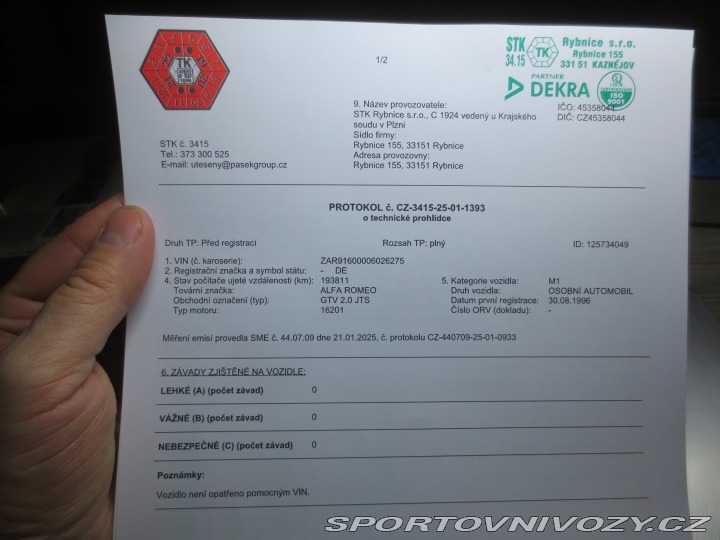 1/2
STK
34.15
TK
Rybnice s.r.o.
Rybnice 155
331 51 KAZNĚJOV
PARTNER
DEKRA
ISO
9001
TK
9. Název provozovatele:
STK Rybnice s.r.o., C 1924 vedený u Krajského
soudu v Plzni
Sídlo firmy:
Rybnice 155, 33151 Rybnice
Adresa provozovny:
Rybnice 155, 33151 Rybnice
IČO: 45358044
DIČ: CZ45358044
STK č. 3415
Tel.: 373 300 525
E-mail: uteseny@pasekgroup.cz
PROTOKOL č. CZ-3415-25-01-1393
o technické prohlídce
Druh TP: Před registrací Rozsah TP: plný ID: 125734049
1. VIN (č. karoserie): ZAR91600006026275
2. Registrační značka a symbol státu: - DE
4. Stav počítače ujeté vzdálenosti (km): 193811 5. Kategorie vozidla: M1
Tovární značka: ALFA ROMEO Druh vozidla: OSOBNÍ AUTOMOBIL
Obchodní označení (typ): GTV 2.0 JTS Datum první registrace: 30.08.1996
Typ motoru: 16201 Číslo ORV (dokladu): -
Měření emisí provedla SME č. 44.07.09 dne 21.01.2025, č. protokolu CZ-440709-25-01-0933
6. ZÁVADY ZJIŠTĚNÉ NA VOZIDLE:
LEHKÉ (A) (počet závad) 0
VÁŽNÉ (B) (počet závad) 0
NEBEZPEČNÉ (C) (počet závad) 0
Poznámky:
Vozidlo není opatřeno pomocným VIN.
SPORTOVNIVOZY.CZ